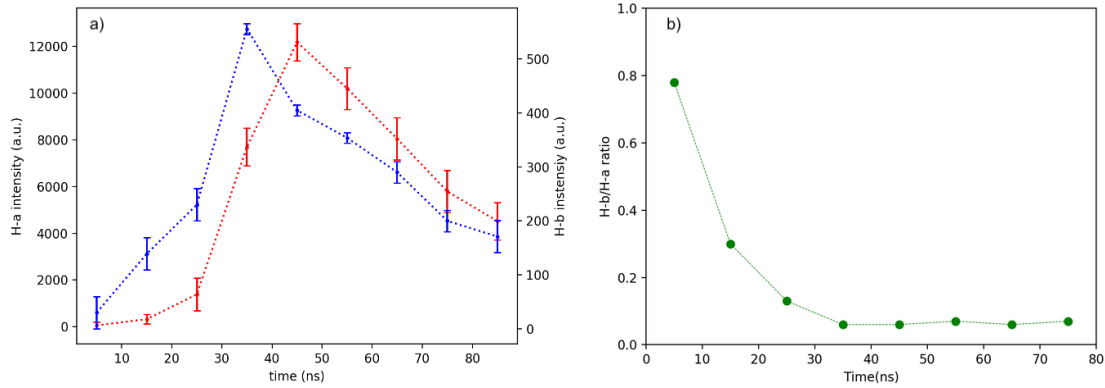 a)
12000
10000
8000
6000
4000
2000
0
H-a intensity (a.u.)
500
400
300
200
100
0
H-b instensiy (a.u.)
10 20 30 40 50 60 70 80
time (ns)
b)
1.0
0.8
0.6
0.4
0.2
0.0
H-b/H-a ratio
0 10 20 30 40 50 60 70 80
Time(ns)